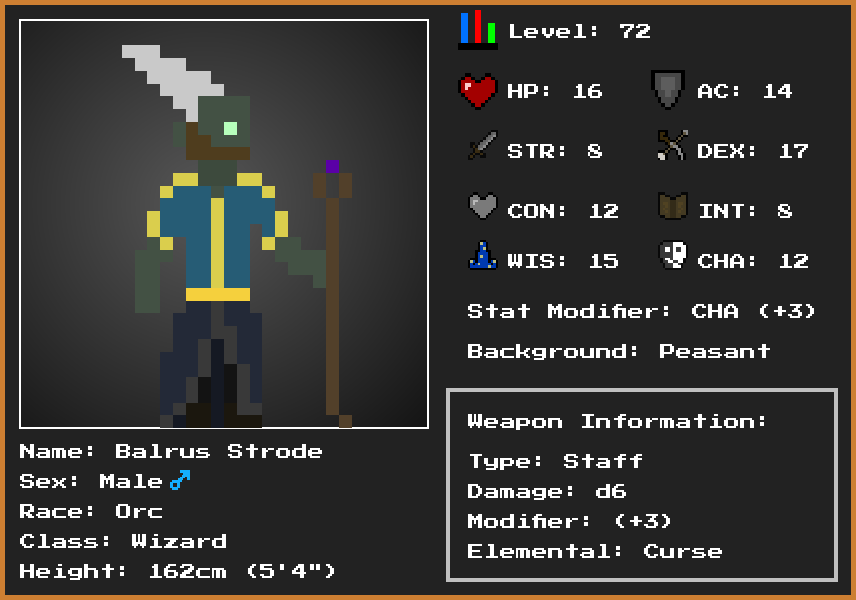 Level: 72
HP: 16
AC: 14
STR: 8
DEX: 17
CON: 12
INT: 8
WIS: 15
CHA: 12
Stat Modifier: CHA (+3)
Background: Peasant
Weapon Information:
Type: Staff
Damage: d6
Modifier: (+3)
Elemental: Curse
Name: Balrus Strode
Sex: Male♂
Race: Orc
Class: Wizard
Height: 162cm (5'4")